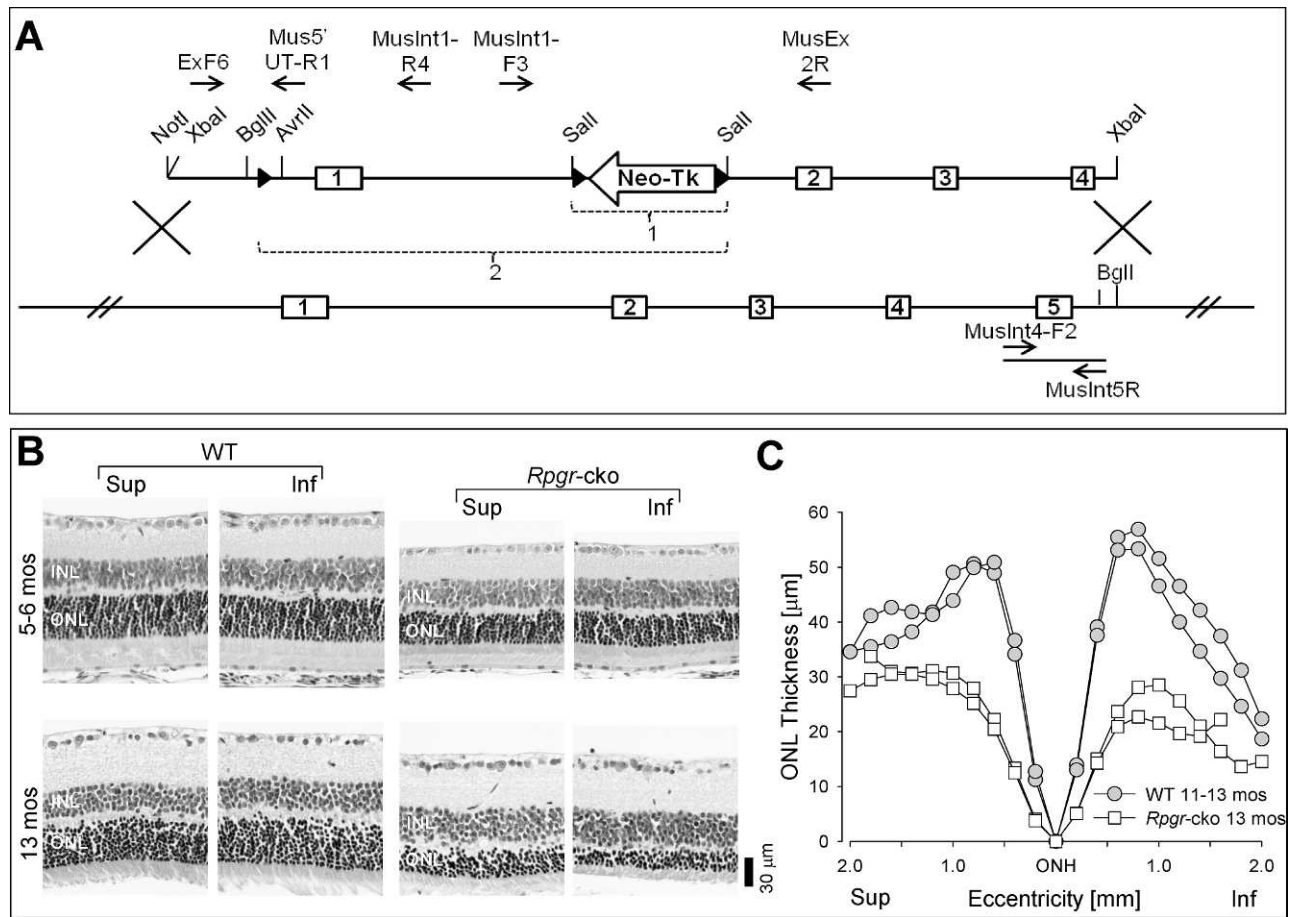 A
ExF6
Mus5'
UT-R1
MusInt1-
R4
MusInt1-
F3
MusEx
2R
NotI
XbaI
BglII
AvrII
SalI
SalI
XbaI
1
Neo-Tk
2
3
4
1
2
BglI
1
2
3
4
5
MusInt4-F2
MusInt5R
B
WT
Sup
Inf
Rpgr-cko
Sup
Inf
5-6 mos
INL
ONL
INL
ONL
13 mos
INL
ONL
INL
ONL
30 µm
C
ONL Thickness [µm]
60
50
40
30
20
10
0
WT 11-13 mos
Rpgr-cko 13 mos
2.0
1.0
ONH
1.0
2.0
Sup
Eccentricity [mm]
Inf